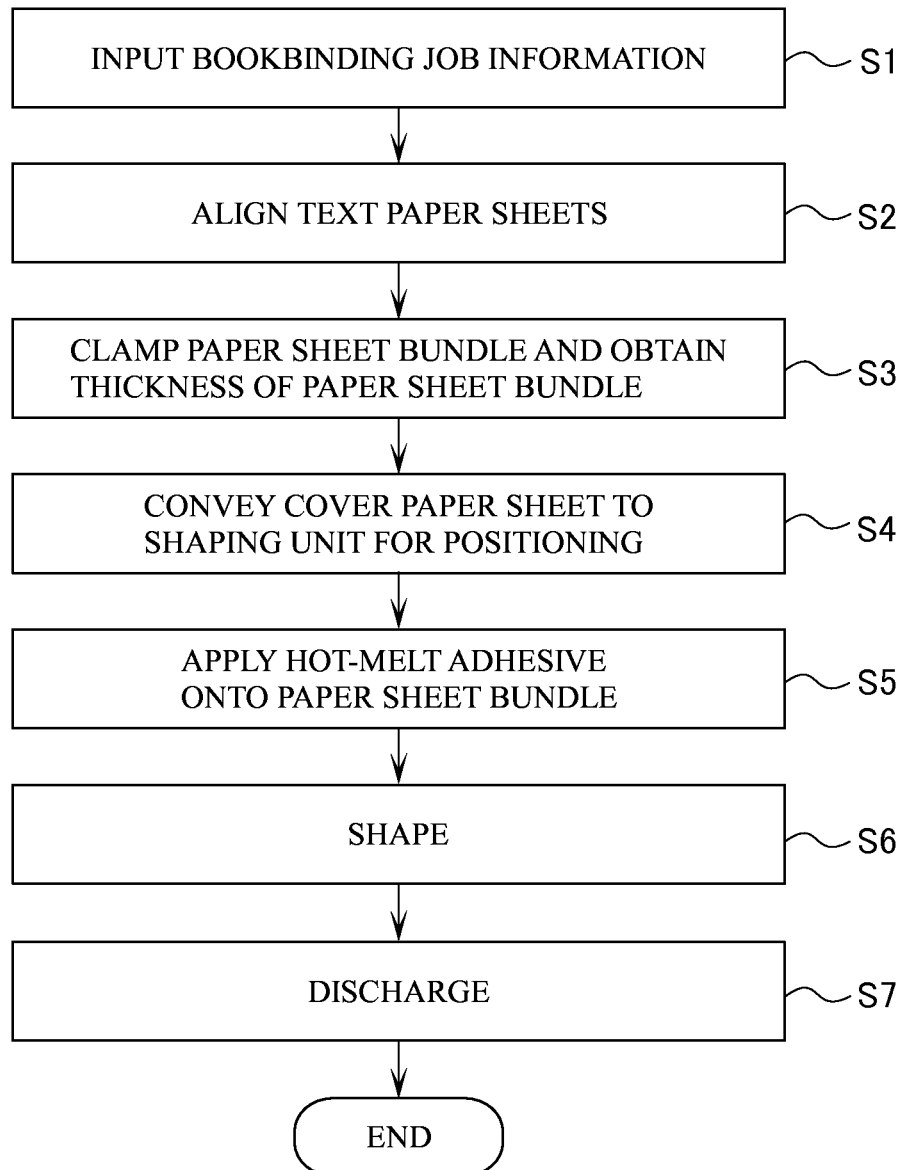 INPUT BOOKBINDING JOB INFORMATION
S1
ALIGN TEXT PAPER SHEETS
S2
CLAMP PAPER SHEET BUNDLE AND OBTAIN
THICKNESS OF PAPER SHEET BUNDLE
S3
CONVEY COVER PAPER SHEET TO
SHAPING UNIT FOR POSITIONING
S4
APPLY HOT-MELT ADHESIVE
ONTO PAPER SHEET BUNDLE
S5
SHAPE
S6
DISCHARGE
S7
END